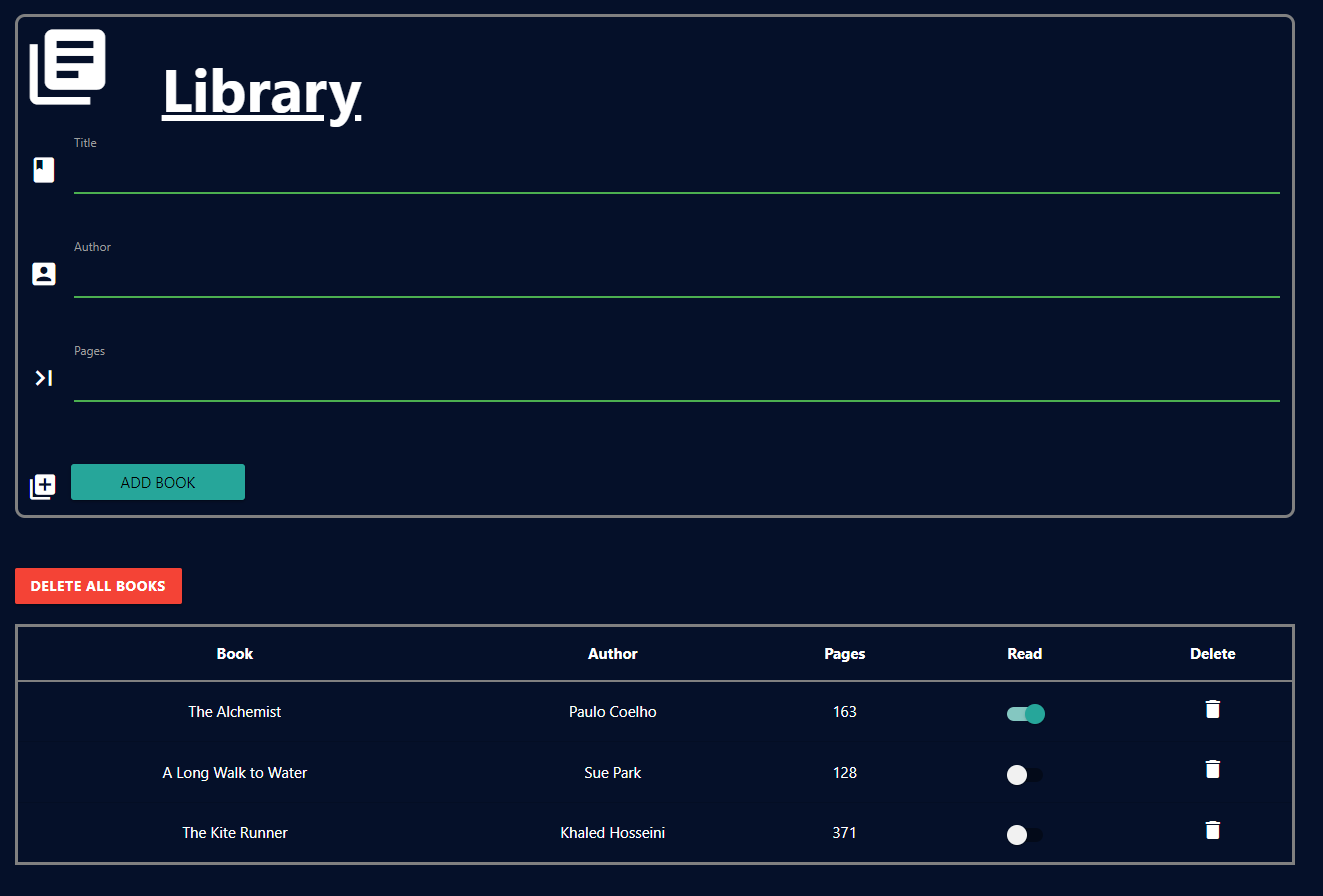 Library
Title
Author
Pages
ADD BOOK
DELETE ALL BOOKS
Book Author Pages Read Delete
The Alchemist Paulo Coelho 163
A Long Walk to Water Sue Park 128
The Kite Runner Khaled Hosseini 371